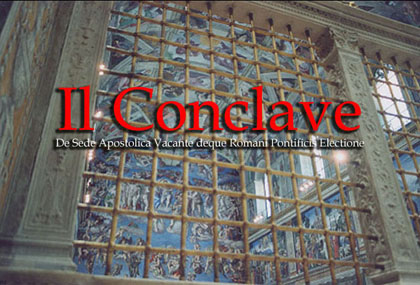 Il Conclave
De Sede Apostolica Vacante deque Romani Pontificis Electione